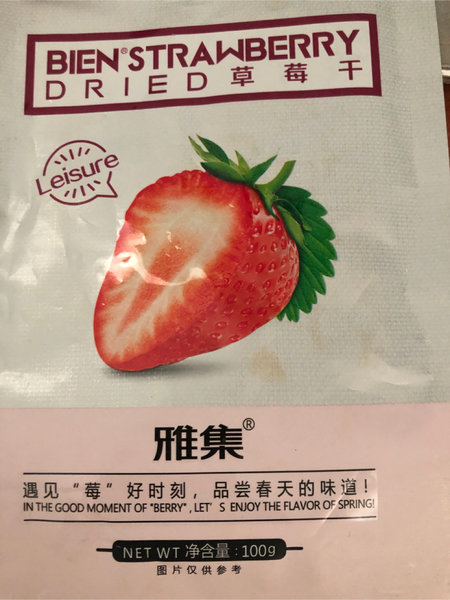 BIEN®STRAWBERRY
DRIED草莓干
Leisure
雅集®
遇见“莓“好时刻，品尝春天的味道！
IN THE GOOD MOMENT OF "BERRY", LET'S ENJOY THE FLAVOR OF SPRING!
NET WT 净含量:100g
图片仅供参考